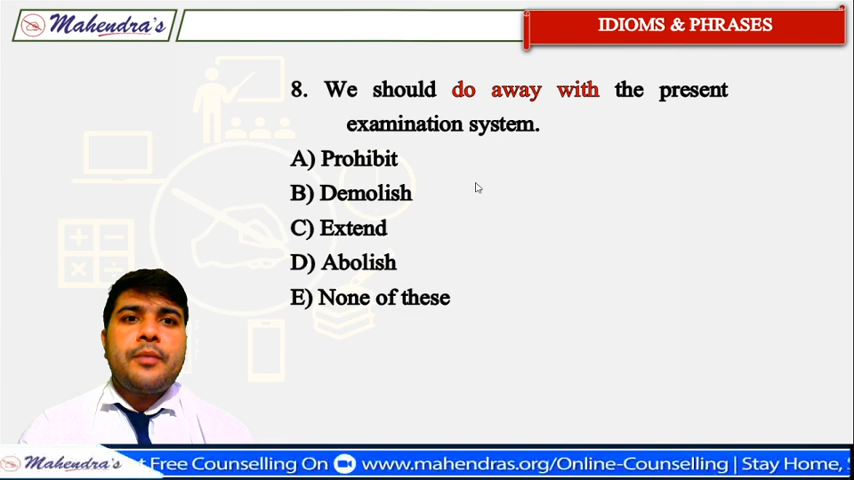 Mahendra's
IDIOMS & PHRASES
8. We should do away with the present
examination system.
A) Prohibit
B) Demolish
C) Extend
D) Abolish
E) None of these
Mahendra's
t Free Counselling On www.mahendras.org/Online-Counselling | Stay Home, S